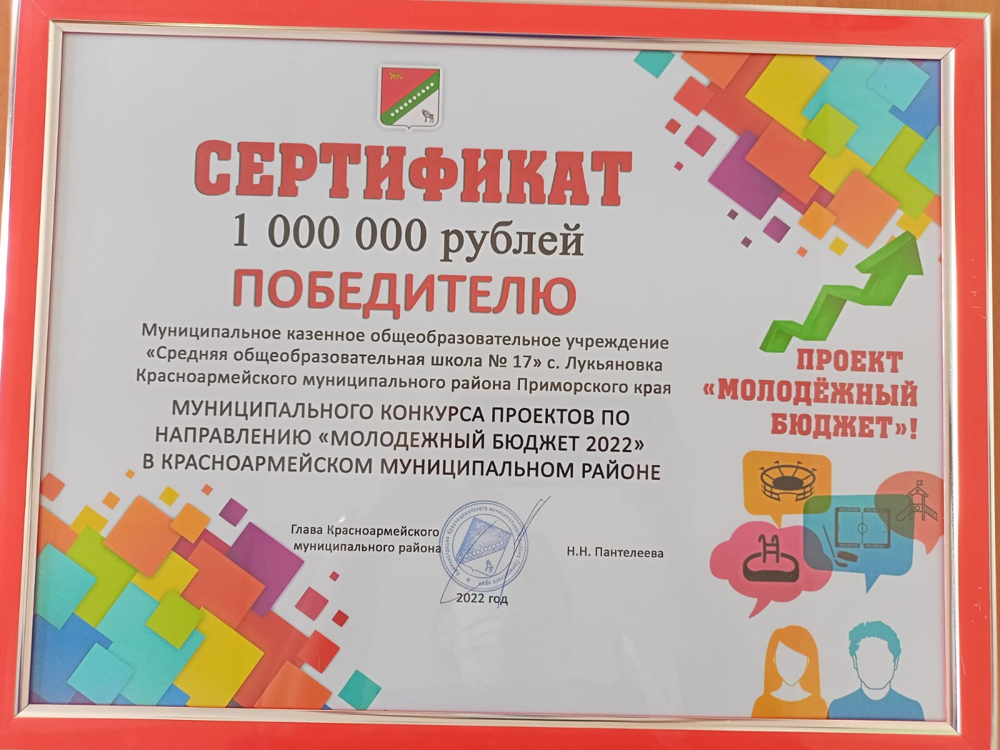 СЕРТИФИКАТ
1 000 000 рублей
ПОБЕДИТЕЛЮ
Муниципальное казенное общеобразовательное учреждение
«Средняя общеобразовательная школа № 17» с. Лукьяновка
Красноармейского муниципального района Приморского края
МУНИЦИПАЛЬНОГО КОНКУРСА ПРОЕКТОВ ПО
НАПРАВЛЕНИЮ «МОЛОДЕЖНЫЙ БЮДЖЕТ 2022»
В КРАСНОАРМЕЙСКОМ МУНИЦИПАЛЬНОМ РАЙОНЕ
ПРОЕКТ
«МОЛОДЁЖНЫЙ
БЮДЖЕТ»!
Глава Красноармейского
муниципального района
Администрация Красноармейского муниципального района Приморского края
Н.Н. Пантелеева
2022 год